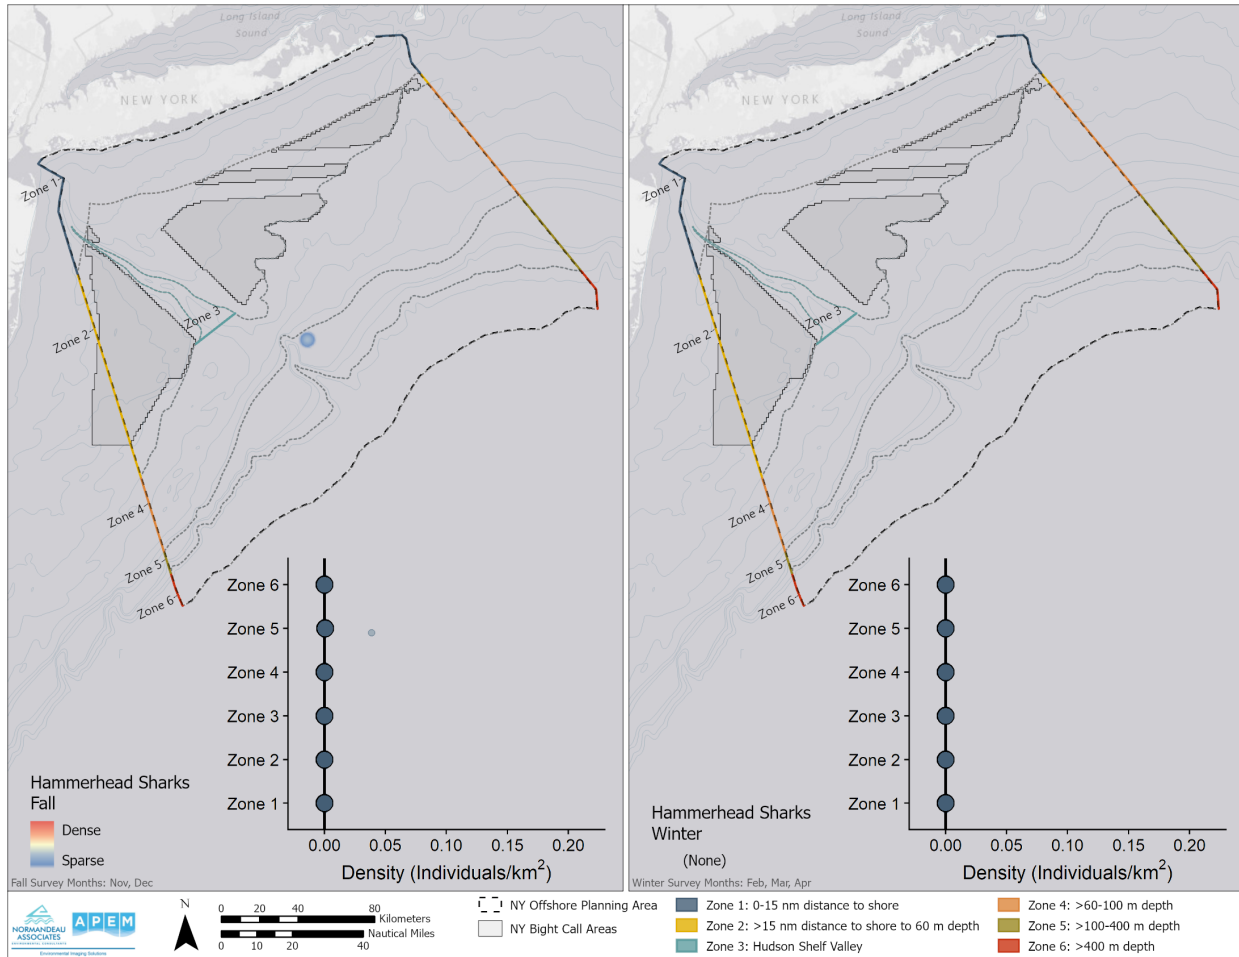 Long Island
Sound
NEW YORK
Zone 1
Zone 2
Zone 3
Zone 4
Zone 5
Zone 6
Zone 6
Zone 5
Zone 4
Zone 3
Zone 2
Zone 1
0.00 0.05 0.10 0.15 0.20
Density (Individuals/km²)
Hammerhead Sharks
Fall
Dense
Sparse
Fall Survey Months: Nov, Dec
Long Island
Sound
NEW YORK
Zone 1
Zone 2
Zone 3
Zone 4
Zone 5
Zone 6
Zone 6
Zone 5
Zone 4
Zone 3
Zone 2
Zone 1
0.00 0.05 0.10 0.15 0.20
Density (Individuals/km²)
Hammerhead Sharks
Winter
(None)
Winter Survey Months: Feb, Mar, Apr
NORMANDEAU
ASSOCIATES
ENVIRONMENTAL CONSULTANTS
APEM
Environmental Imaging Solutions
N
0 20 40 80
Kilometers
Nautical Miles
0 10 20 40
NY Offshore Planning Area
NY Bight Call Areas
Zone 1: 0-15 nm distance to shore
Zone 2: >15 nm distance to shore to 60 m depth
Zone 3: Hudson Shelf Valley
Zone 4: >60-100 m depth
Zone 5: >100-400 m depth
Zone 6: >400 m depth